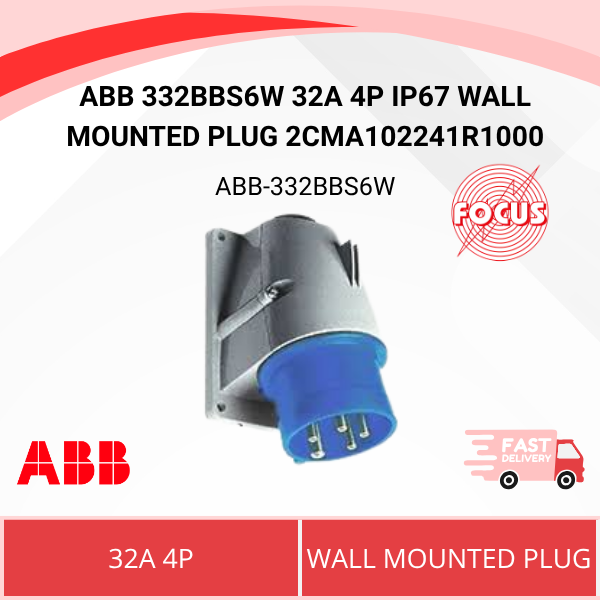 ABB 332BBS6W 32A 4P IP67 WALL
MOUNTED PLUG 2CMA102241R1000
ABB-332BBS6W
FOCUS
ABB
FAST
DELIVERY
32A 4P
WALL MOUNTED PLUG